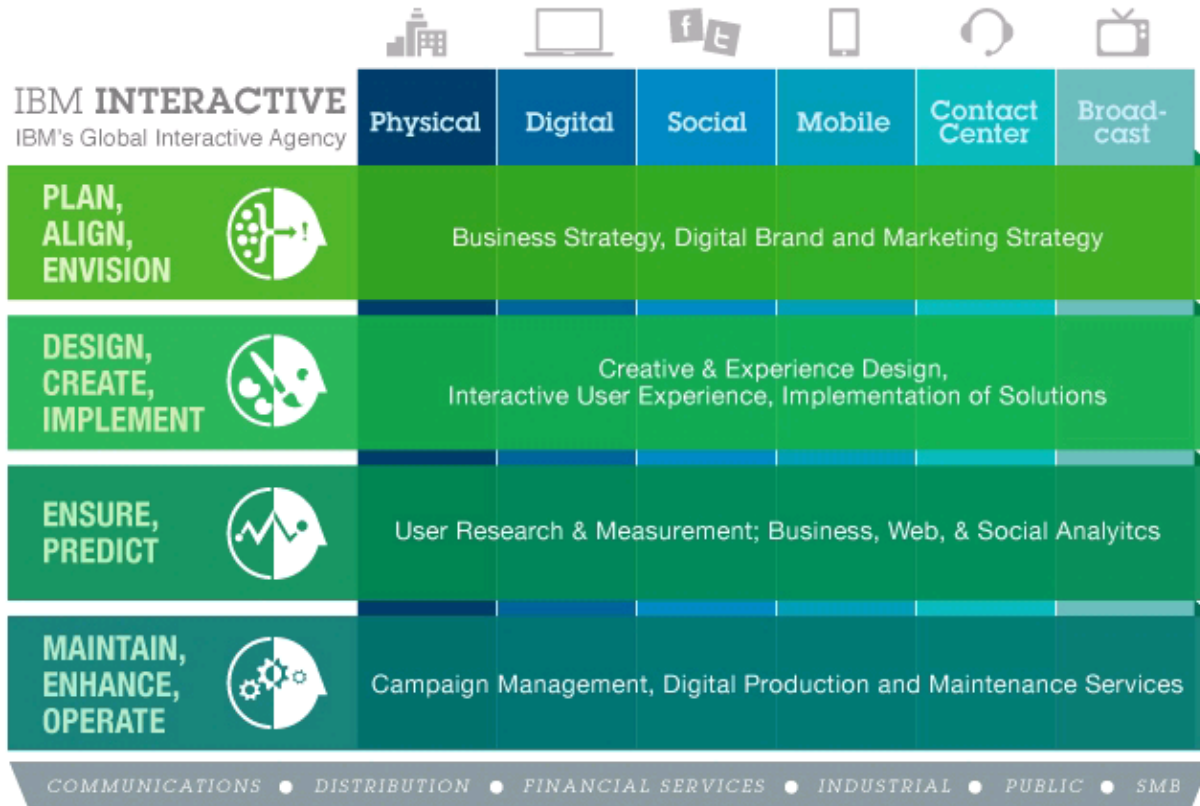 IBM INTERACTIVE
IBM's Global Interactive Agency
Physical
Digital
Social
Mobile
Contact
Center
Broad-
cast
PLAN,
ALIGN,
ENVISION
Business Strategy, Digital Brand and Marketing Strategy
DESIGN,
CREATE,
IMPLEMENT
Creative & Experience Design,
Interactive User Experience, Implementation of Solutions
ENSURE,
PREDICT
User Research & Measurement; Business, Web, & Social Analyitcs
MAINTAIN,
ENHANCE,
OPERATE
Campaign Management, Digital Production and Maintenance Services
COMMUNICATIONS ● DISTRIBUTION ● FINANCIAL SERVICES ● INDUSTRIAL ● PUBLIC ● SMB